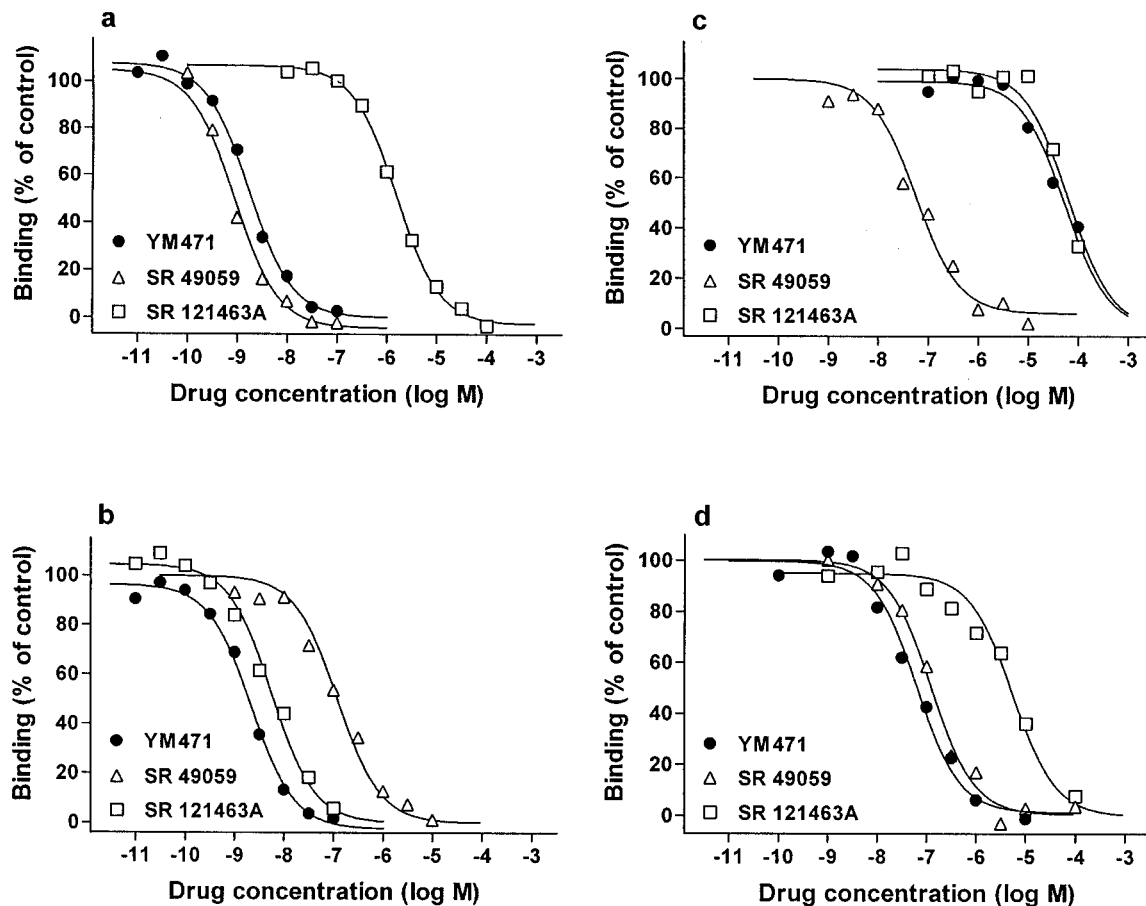 a
Binding (% of control)
100
80
60
40
20
0
YM471
SR 49059
SR 121463A
-11 -10 -9 -8 -7 -6 -5 -4 -3
Drug concentration (log M)
c
Binding (% of control)
100
80
60
40
20
0
YM471
SR 49059
SR 121463A
-11 -10 -9 -8 -7 -6 -5 -4 -3
Drug concentration (log M)
b
Binding (% of control)
100
80
60
40
20
0
YM471
SR 49059
SR 121463A
-11 -10 -9 -8 -7 -6 -5 -4 -3
Drug concentration (log M)
d
Binding (% of control)
100
80
60
40
20
0
YM471
SR 49059
SR 121463A
-11 -10 -9 -8 -7 -6 -5 -4 -3
Drug concentration (log M)